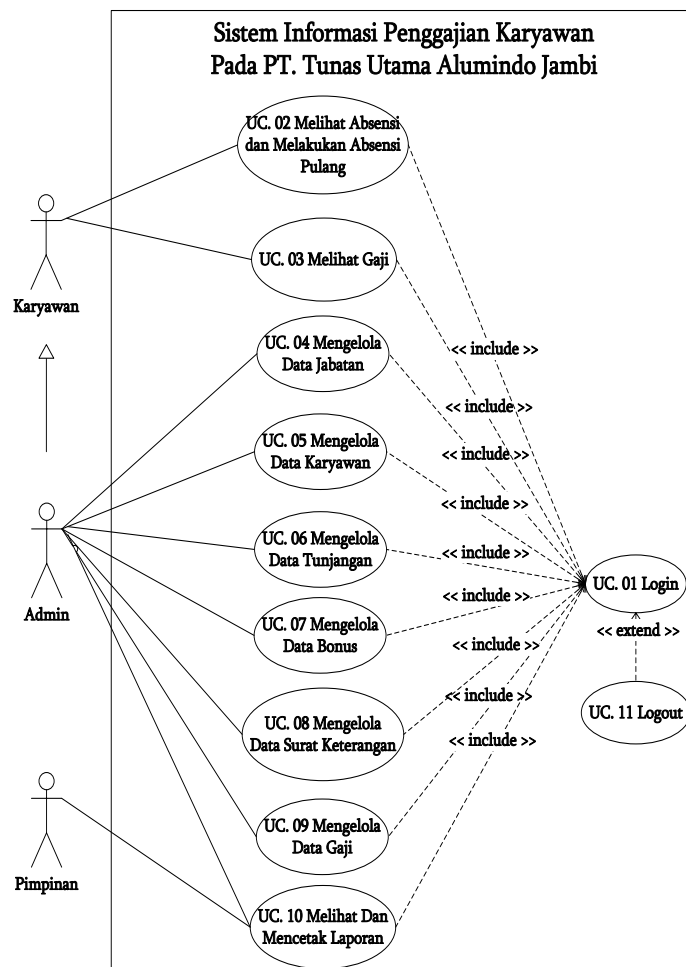 Sistem Informasi Penggajian Karyawan
Pada PT. Tunas Utama Alumindo Jambi
UC. 02 Melihat Absensi
dan Melakukan Absensi
Pulang
Karyawan
UC. 03 Melihat Gaji
UC. 04 Mengelola
Data Jabatan
<< include >>
<< include >>
UC. 05 Mengelola
Data Karyawan
<< include >>
<< include >>
Admin
UC. 06 Mengelola
Data Tunjangan
<< include >>
UC. 01 Login
UC. 07 Mengelola
Data Bonus
<< include >>
<< extend >>
<< include >>
UC. 08 Mengelola
Data Surat Keterangan
<< include >>
UC. 11 Logout
<< include >>
UC. 09 Mengelola
Data Gaji
Pimpinan
UC. 10 Melihat Dan
Mencetak Laporan